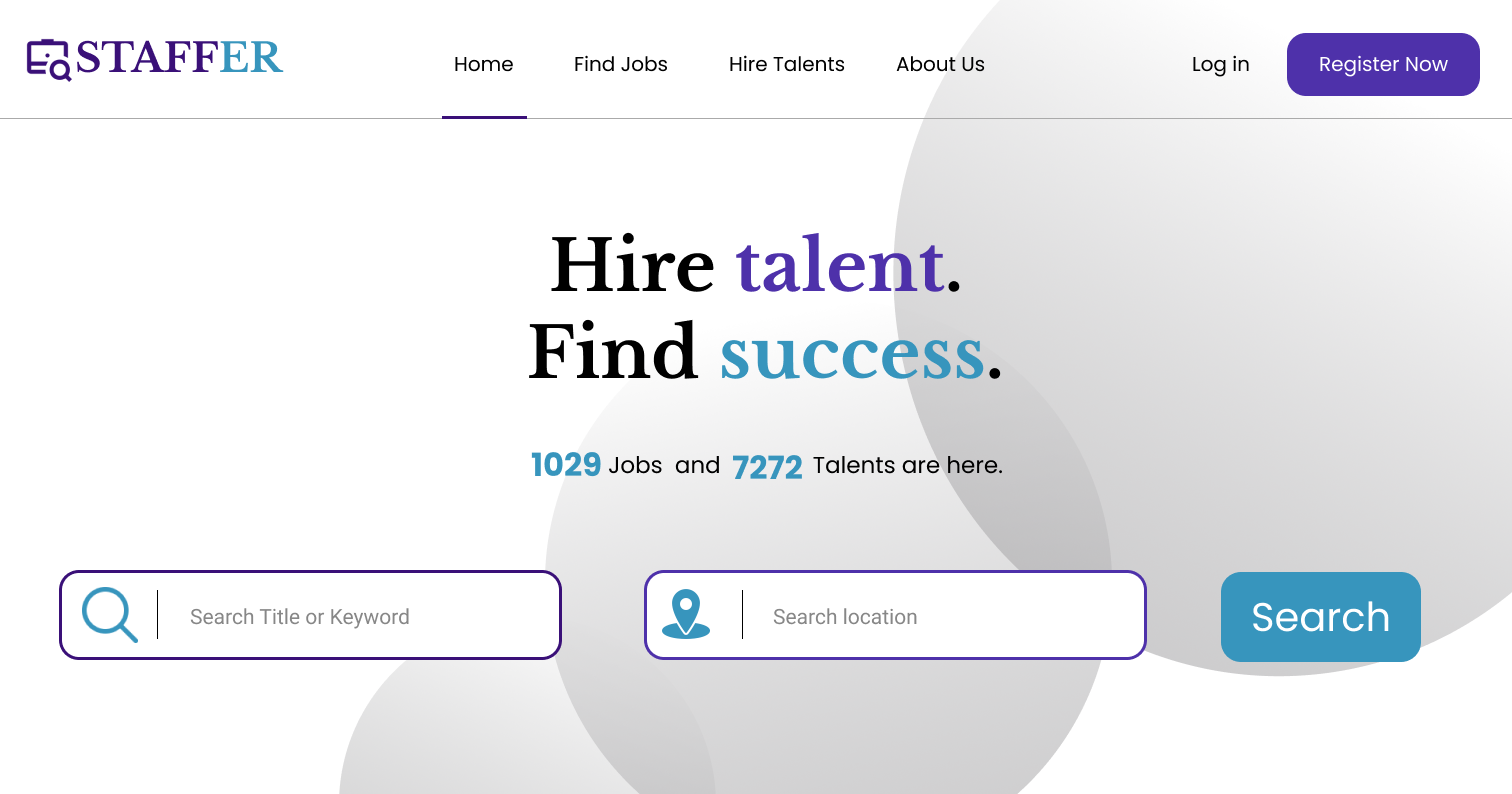 STAFFER
Home Find Jobs Hire Talents About Us Log in Register Now
Hire talent.
Find success.
1029 Jobs and 7272 Talents are here.
Search Title or Keyword Search location Search